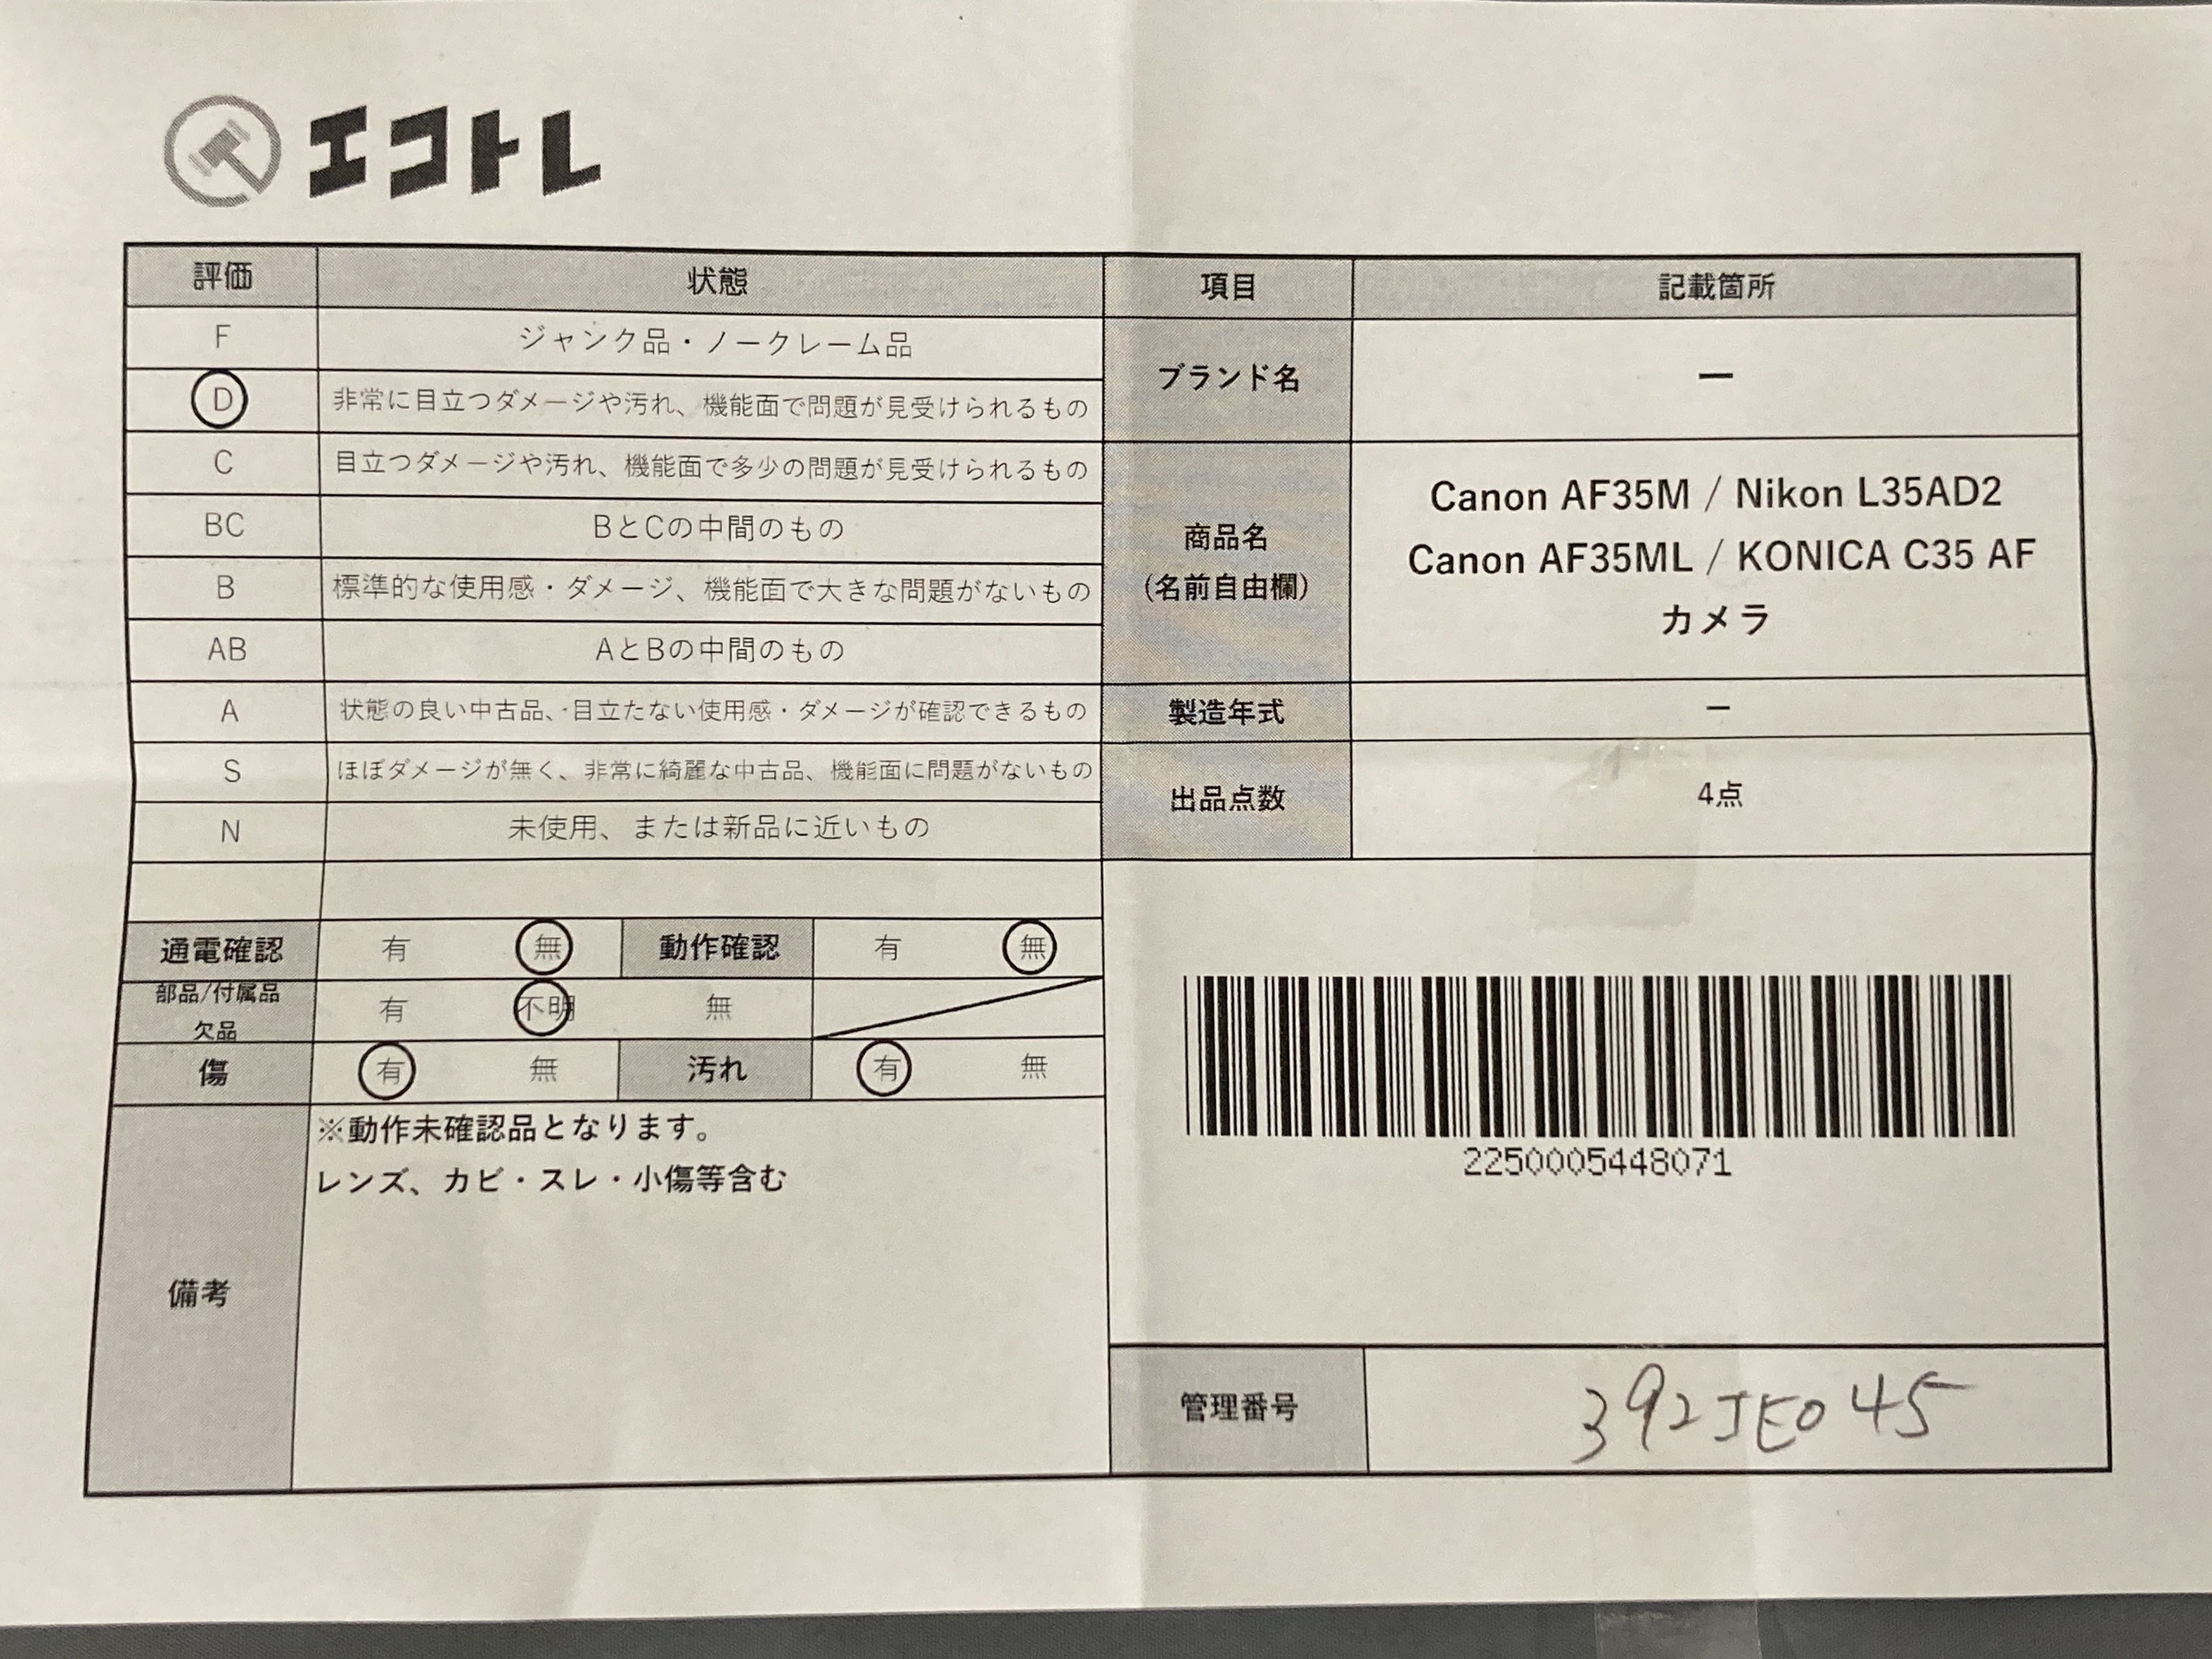 エコトレ
評価 状態
F ジャンク品・ノークレーム品
D 非常に目立つダメージや汚れ、機能面で問題が見受けられるもの
C 目立つダメージや汚れ、機能面で多少の問題が見受けられるもの
BC BとCの中間のもの
B 標準的な使用感・ダメージ、機能面で大きな問題がないもの
AB AとBの中間のもの
A 状態の良い中古品、目立たない使用感・ダメージが確認できるもの
S ほぼダメージが無く、非常に綺麗な中古品、機能面に問題がないもの
N 未使用、または新品に近いもの
通電確認 有 無 動作確認 有 無
部品/付属品
欠品 有 不明 無
傷 有 無 汚れ 有 無
備考
※動作未確認品となります。
レンズ、カビ・スレ・小傷等含む
項目 記載箇所
ブランド名 ー
商品名
(名前自由欄)
Canon AF35M / Nikon L35AD2
Canon AF35ML / KONICA C35 AF
カメラ
製造年式 ー
出品点数 4点
2250005448071
管理番号 392JE045